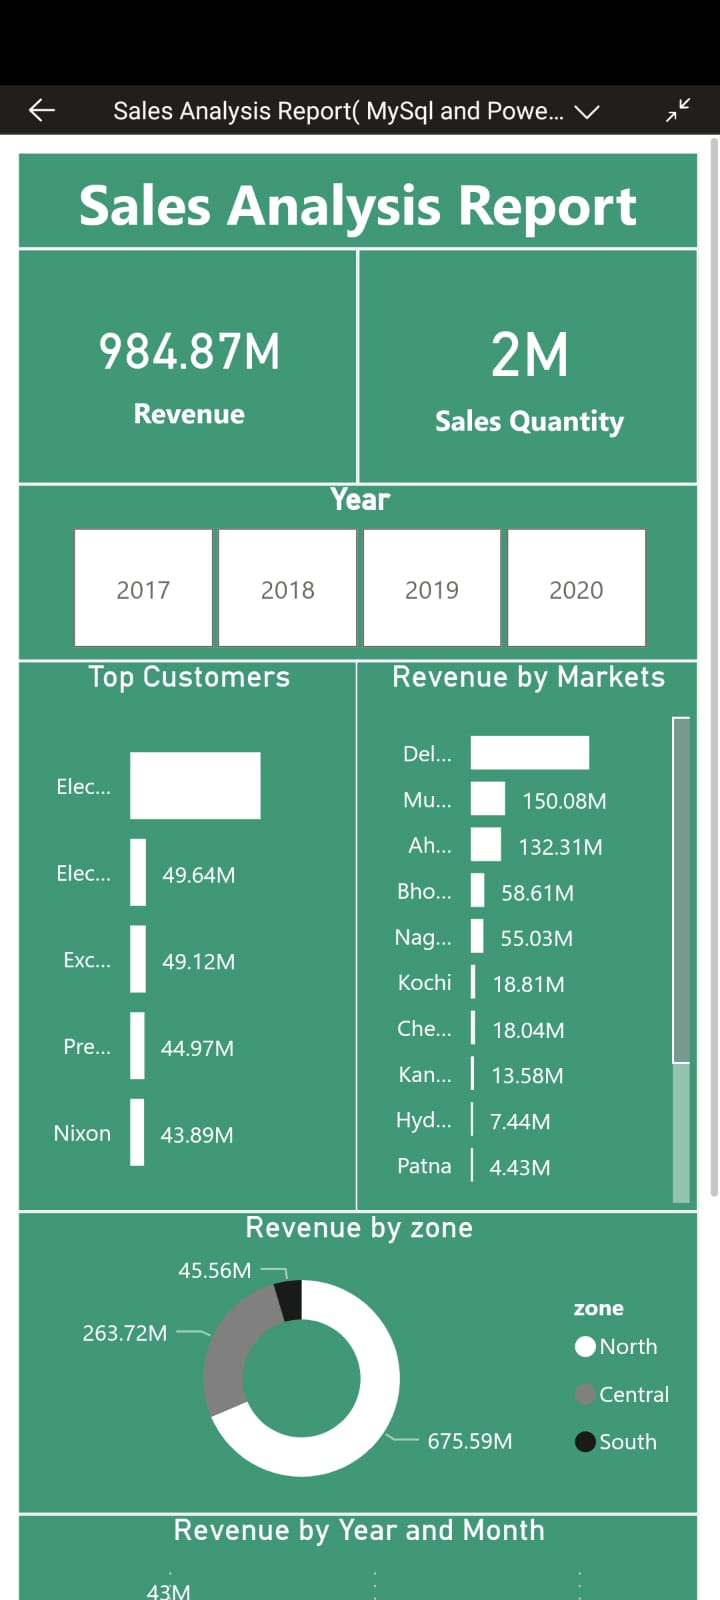 Sales Analysis Report( MySql and Powe...
Sales Analysis Report
984.87M
Revenue
2M
Sales Quantity
Year
2017
2018
2019
2020
Top Customers
Elec...
Elec... 49.64M
Exc... 49.12M
Pre... 44.97M
Nixon 43.89M
Revenue by Markets
Del...
Mu... 150.08M
Ah... 132.31M
Bho... 58.61M
Nag... 55.03M
Kochi 18.81M
Che... 18.04M
Kan... 13.58M
Hyd... 7.44M
Patna 4.43M
Revenue by zone
45.56M
263.72M
675.59M
zone
North
Central
South
Revenue by Year and Month
43M